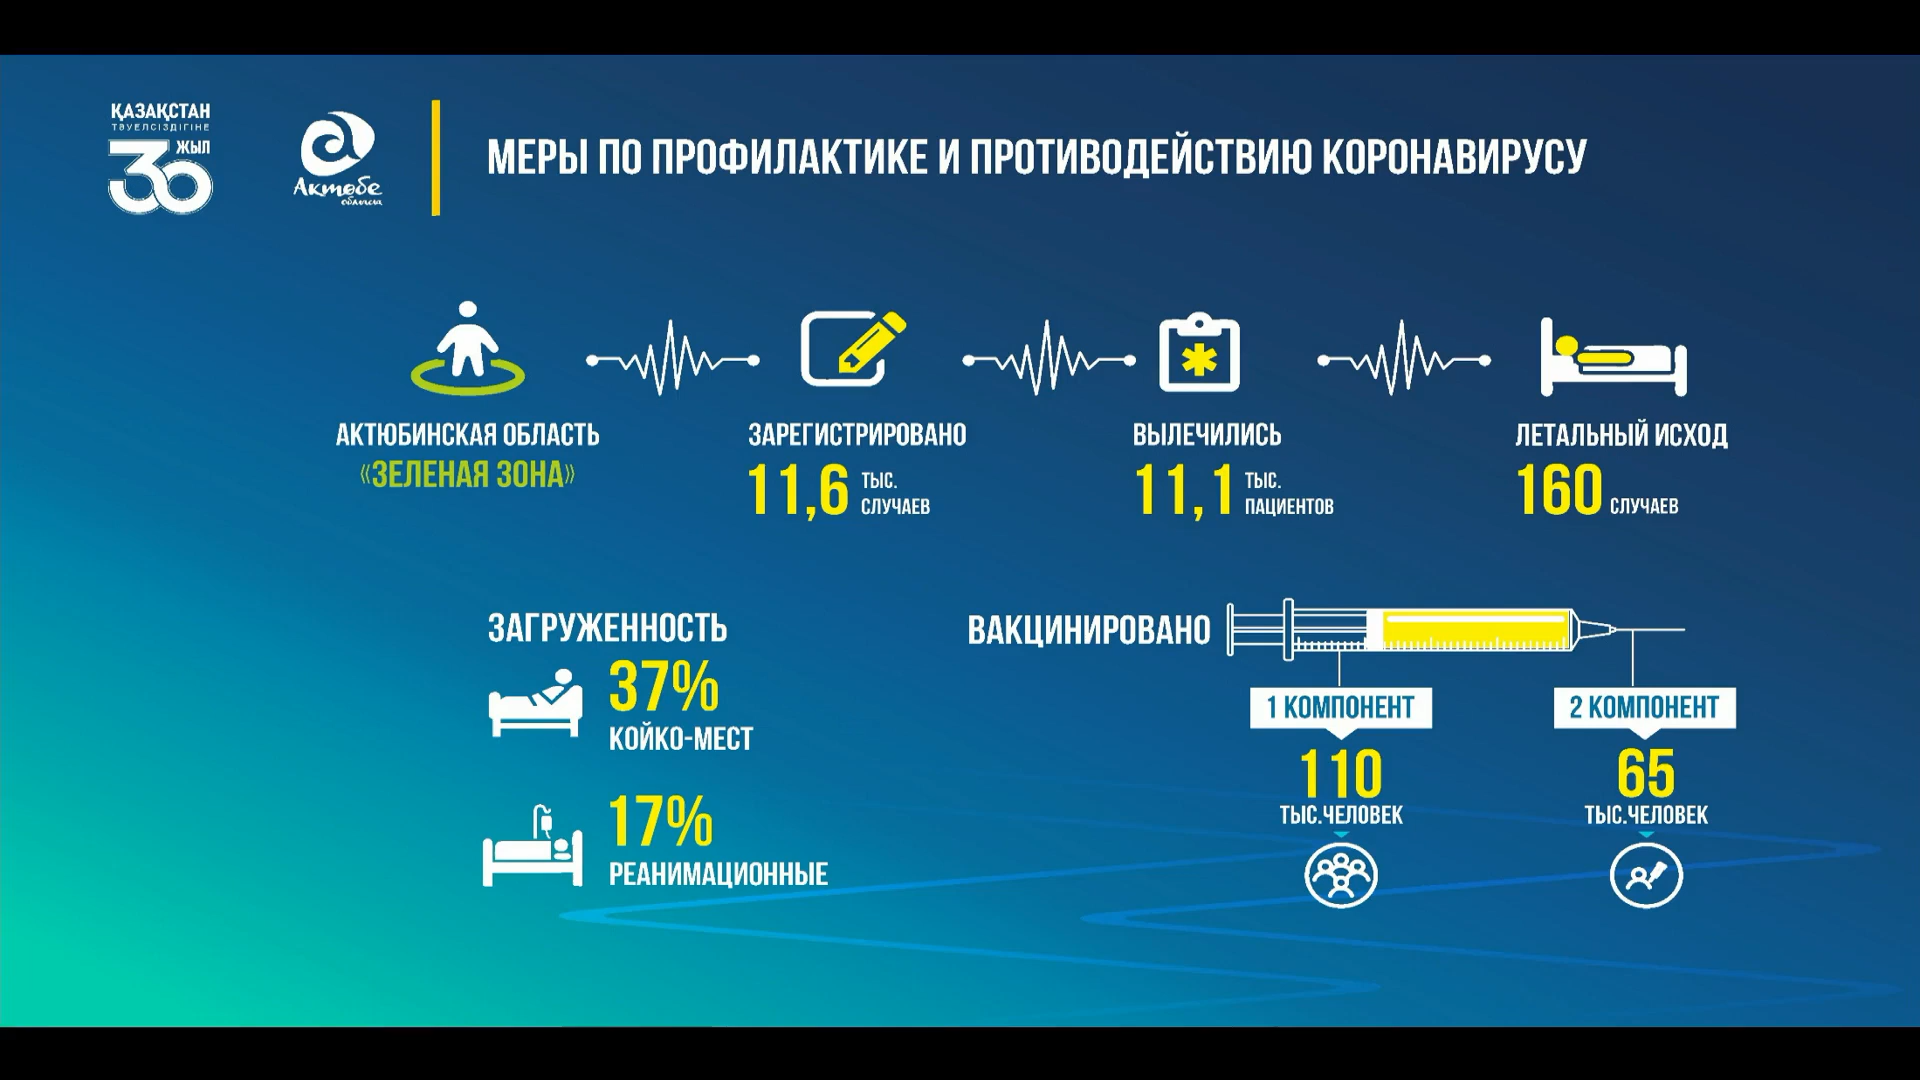 ҚАЗАҚСТАН
ТӘУЕЛСІЗДІГІНЕ
30 ЖЫЛ
Ақтөбе
облысы
МЕРЫ ПО ПРОФИЛАКТИКЕ И ПРОТИВОДЕЙСТВИЮ КОРОНАВИРУСУ
АКТЮБИНСКАЯ ОБЛАСТЬ
«ЗЕЛЕНАЯ ЗОНА»
ЗАРЕГИСТРИРОВАНО
11,6 ТЫС.
СЛУЧАЕВ
ВЫЛЕЧИЛИСЬ
11,1 ТЫС.
ПАЦИЕНТОВ
ЛЕТАЛЬНЫЙ ИСХОД
160 СЛУЧАЕВ
ЗАГРУЖЕННОСТЬ
37%
КОЙКО-МЕСТ
17%
РЕАНИМАЦИОННЫЕ
ВАКЦИНИРОВАНО
1 КОМПОНЕНТ
110
ТЫС.ЧЕЛОВЕК
2 КОМПОНЕНТ
65
ТЫС.ЧЕЛОВЕК